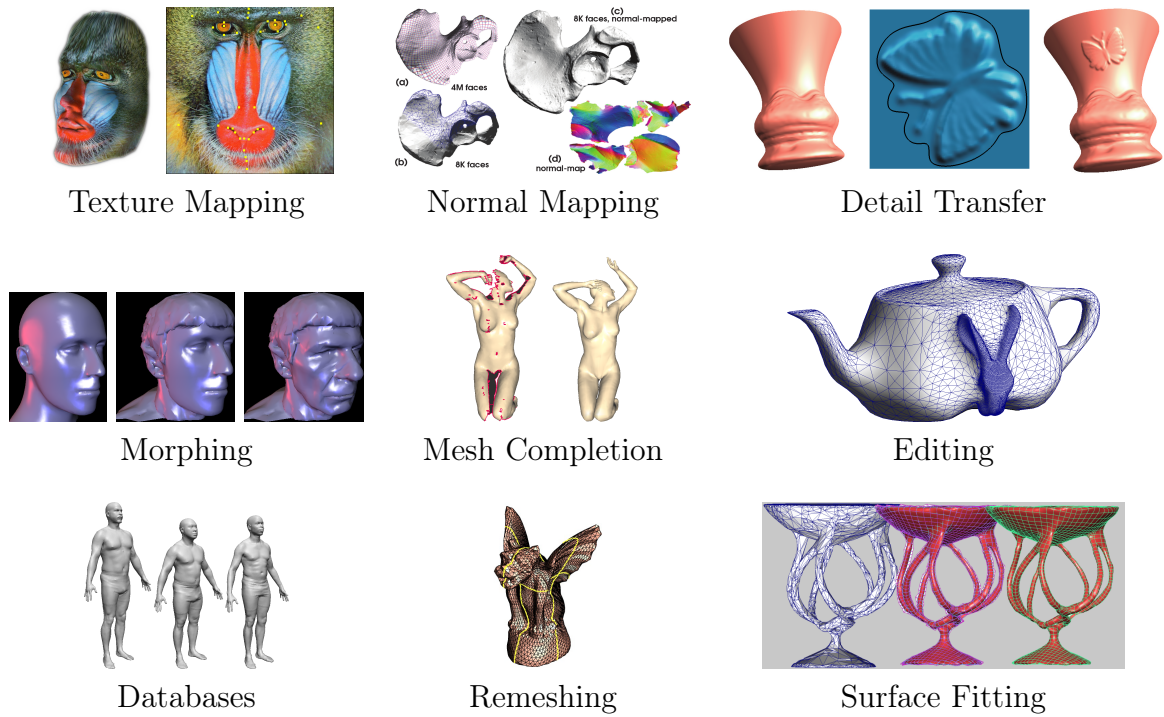 (c)
8K faces, normal-mapped
(a)
4M faces
(b)
8K faces
(d)
normal-map
Texture Mapping
Normal Mapping
Detail Transfer
Morphing
Mesh Completion
Editing
Databases
Remeshing
Surface Fitting